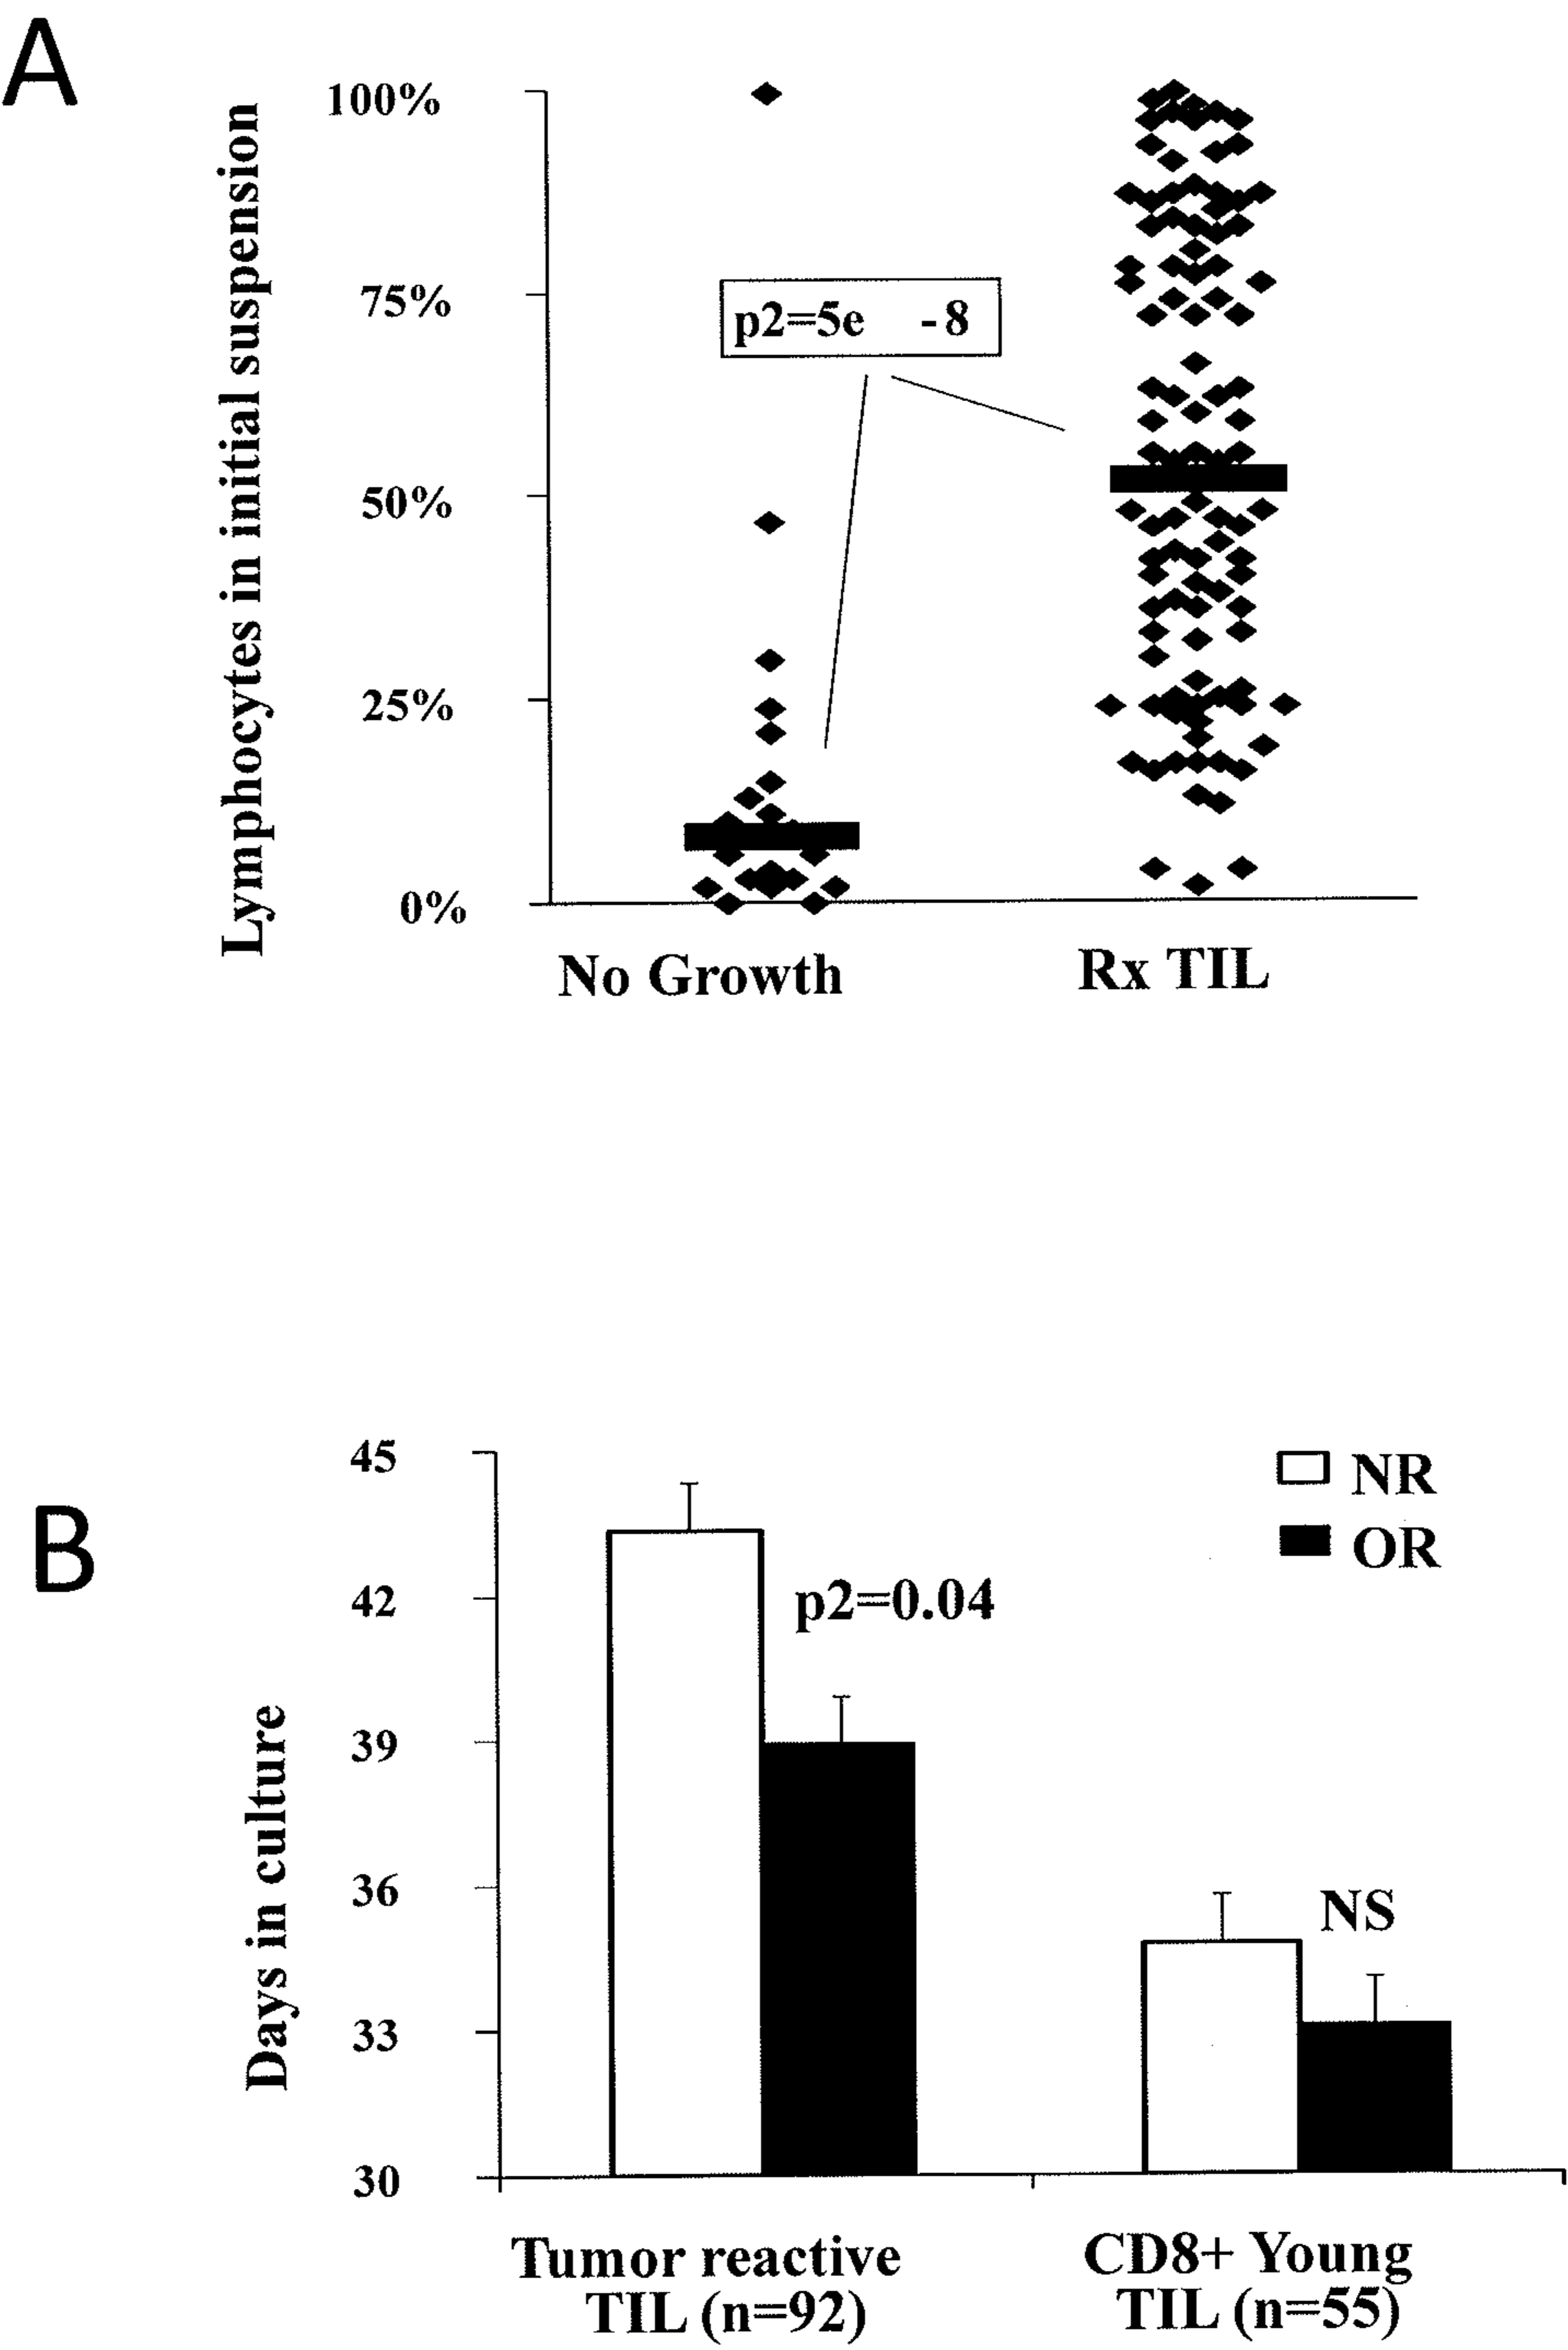 A
Lymphocytes in initial suspension
100%
75%
50%
25%
0%
p2=5e -8
No Growth
Rx TIL
B
Days in culture
45
42
39
36
33
30
NR
OR
p2=0.04
NS
Tumor reactive
TIL (n=92)
CD8+ Young
TIL (n=55)